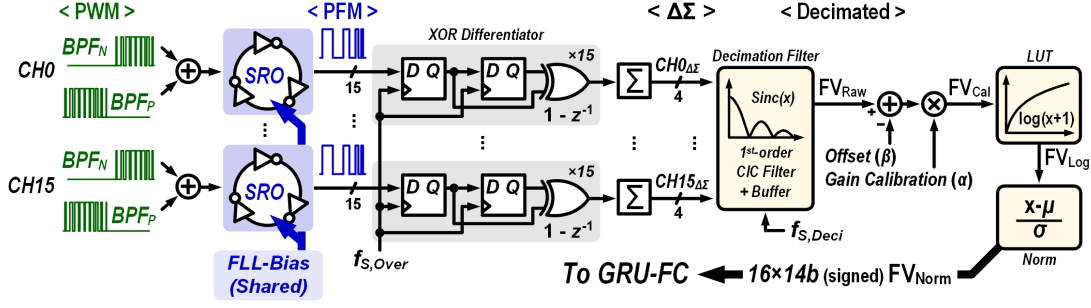 < PWM >
< PFM >
< ΔΣ >
< Decimated >
CH0
BPF_N
BPF_P
SRO
15
XOR Differentiator
×15
D Q
D Q
1 - z⁻¹
Σ
CH0_ΔΣ
4
Decimation Filter
Sinc(x)
1st-order
CIC Filter
+ Buffer
FV_Raw
+
−
Offset (β)
Gain Calibration (α)
FV_Cal
LUT
log(x+1)
FV_Log
CH15
BPF_N
BPF_P
SRO
15
×15
D Q
D Q
1 - z⁻¹
Σ
CH15_ΔΣ
4
x-μ
σ
Norm
FLL-Bias
(Shared)
f_S,Over
f_S,Deci
To GRU-FC
16×14b (signed) FV_Norm